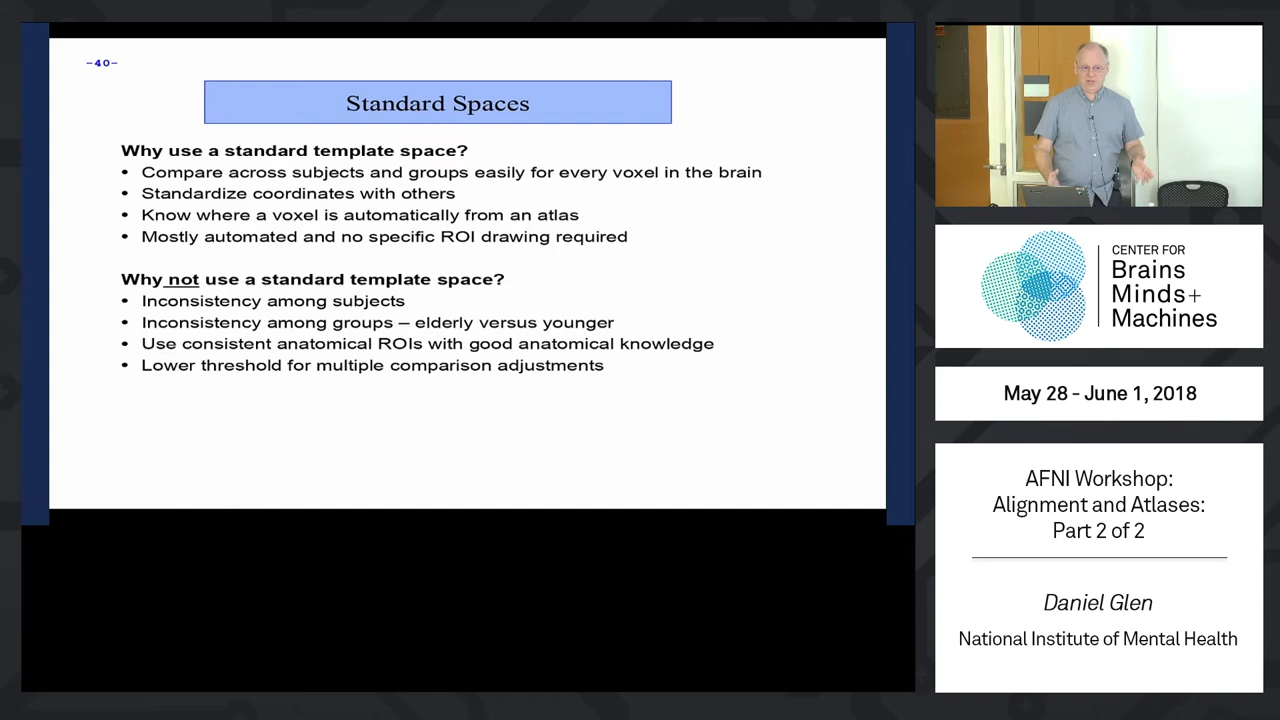 -40-
Standard Spaces
Why use a standard template space?
• Compare across subjects and groups easily for every voxel in the brain
• Standardize coordinates with others
• Know where a voxel is automatically from an atlas
• Mostly automated and no specific ROI drawing required
Why not use a standard template space?
• Inconsistency among subjects
• Inconsistency among groups – elderly versus younger
• Use consistent anatomical ROIs with good anatomical knowledge
• Lower threshold for multiple comparison adjustments
CENTER FOR
Brains
Minds+
Machines
May 28 - June 1, 2018
AFNI Workshop:
Alignment and Atlases:
Part 2 of 2
Daniel Glen
National Institute of Mental Health